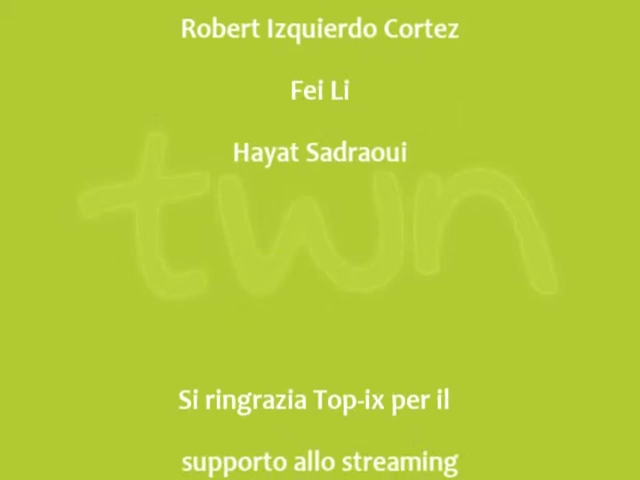 Robert Izquierdo Cortez
Fei Li
Hayat Sadraoui
twn
Si ringrazia Top-ix per il
supporto allo streaming